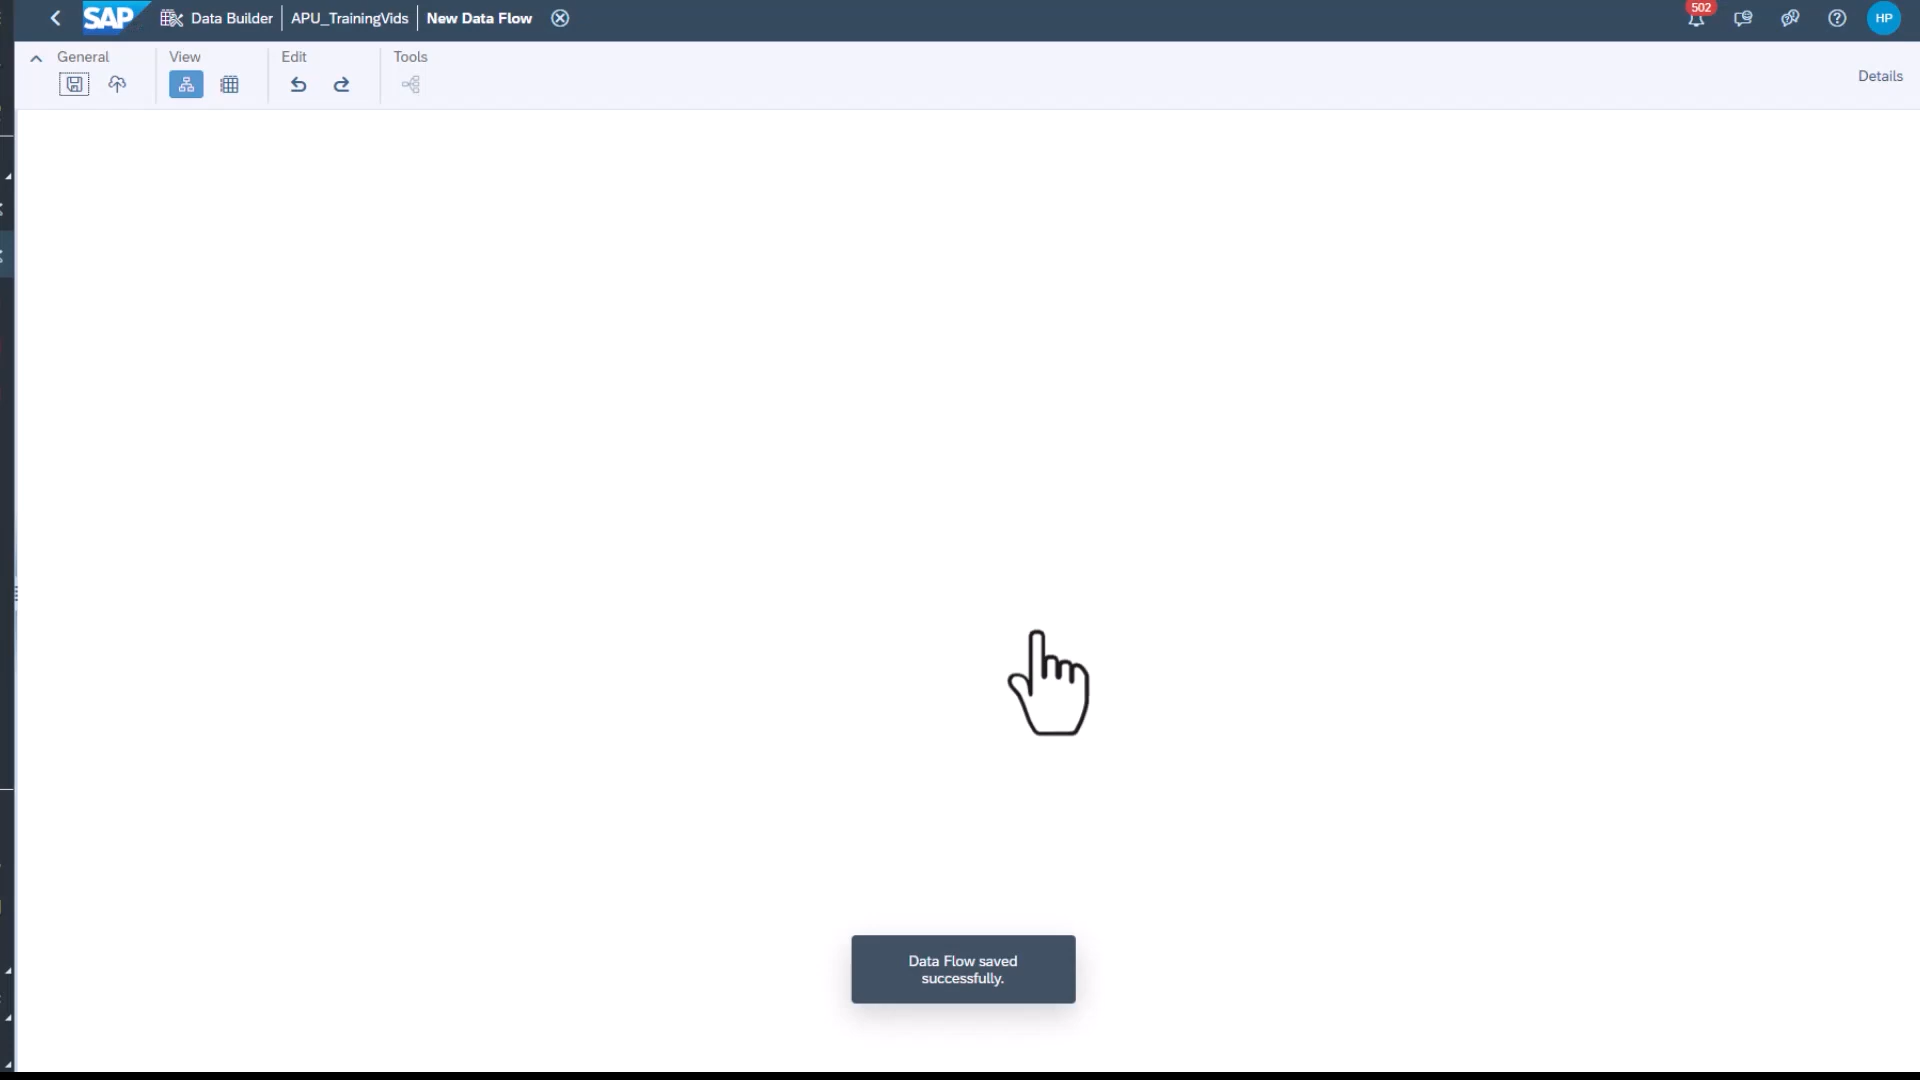 SAP
Data Builder
APU_TrainingVids
New Data Flow
502
HP
General
View
Edit
Tools
Details
Data Flow saved
successfully.